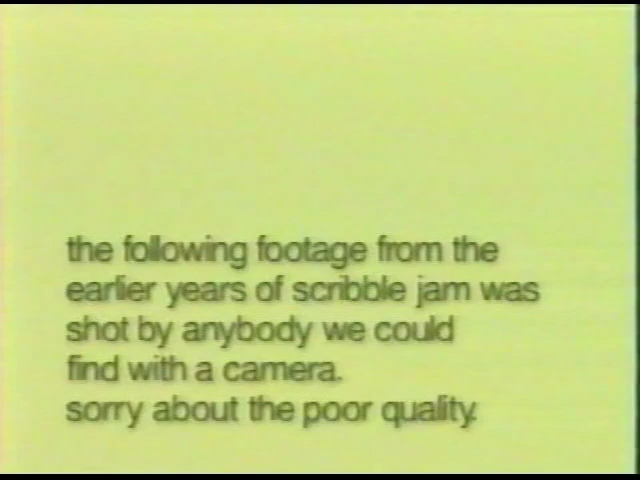 the following footage from the
earlier years of scribble jam was
shot by anybody we could
find with a camera.
sorry about the poor quality.